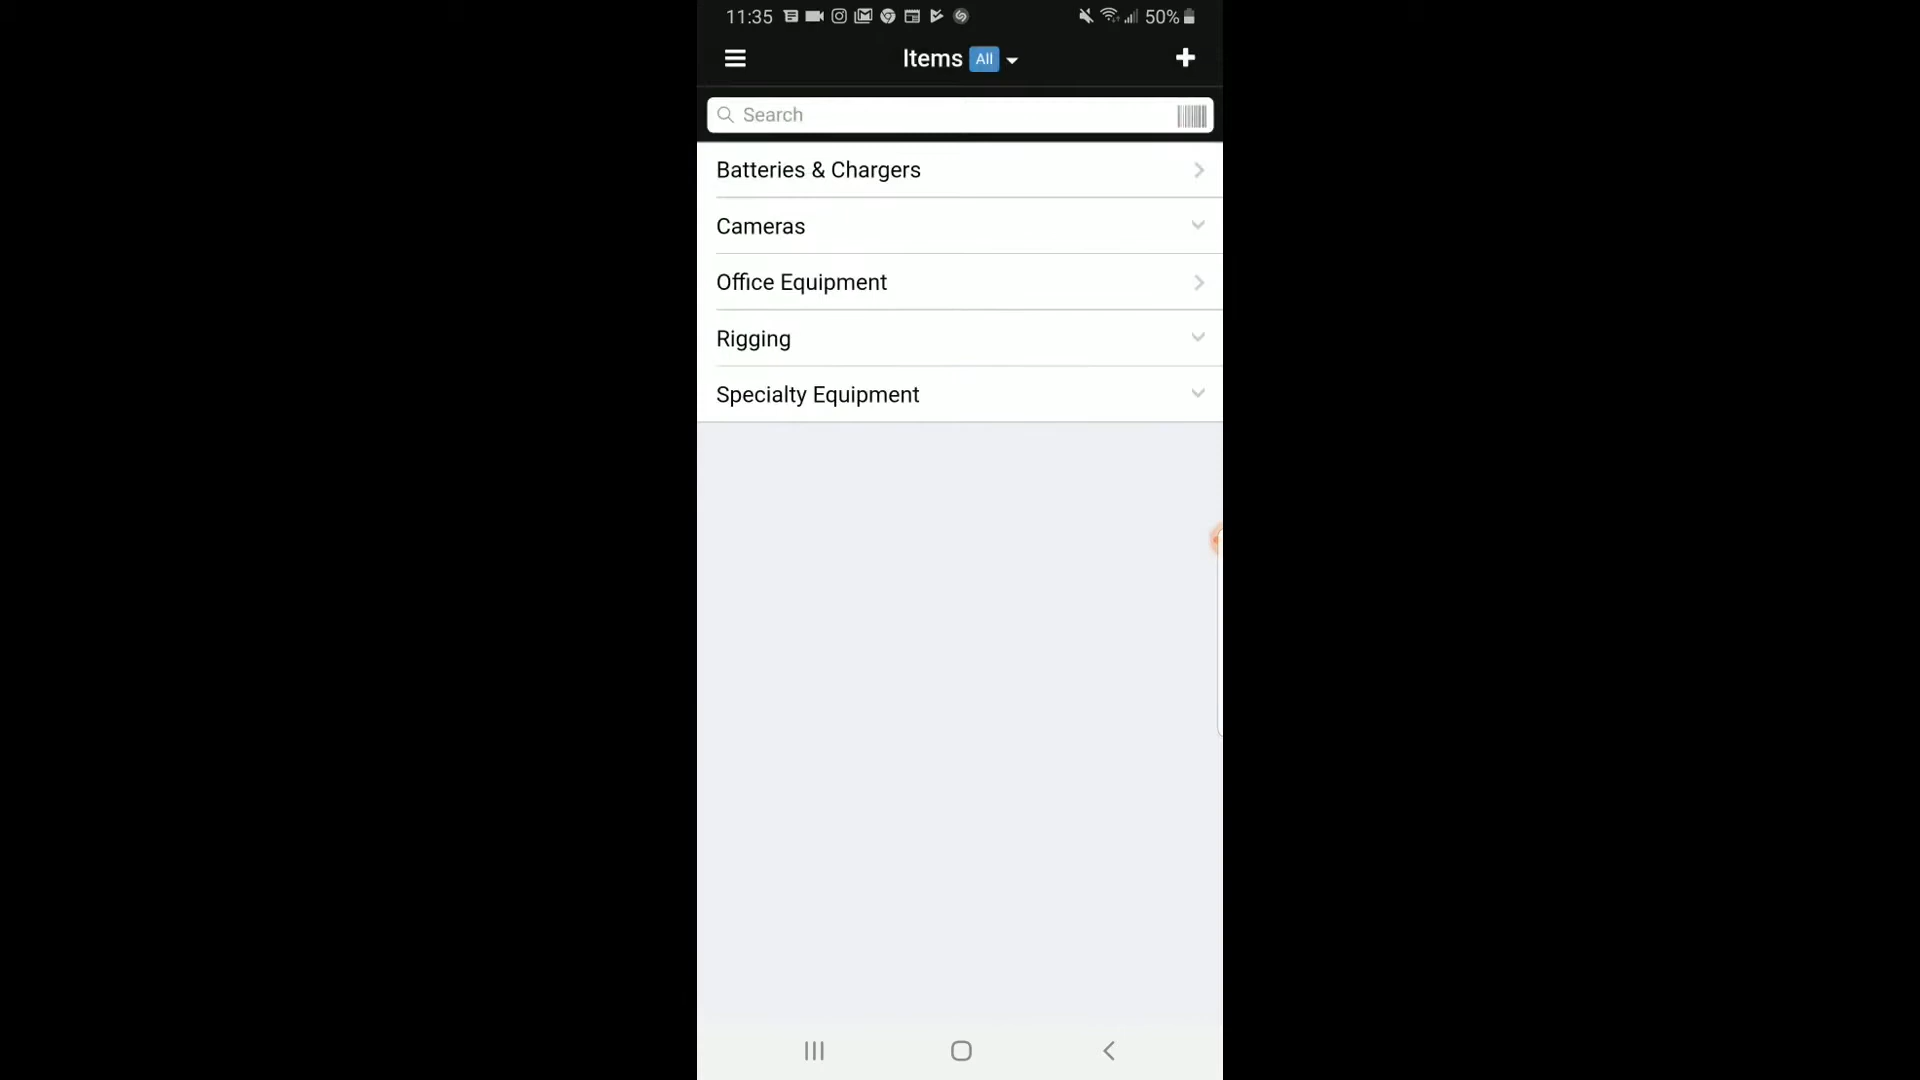 11:35 50%
Items All
Search
Batteries & Chargers
Cameras
Office Equipment
Rigging
Specialty Equipment